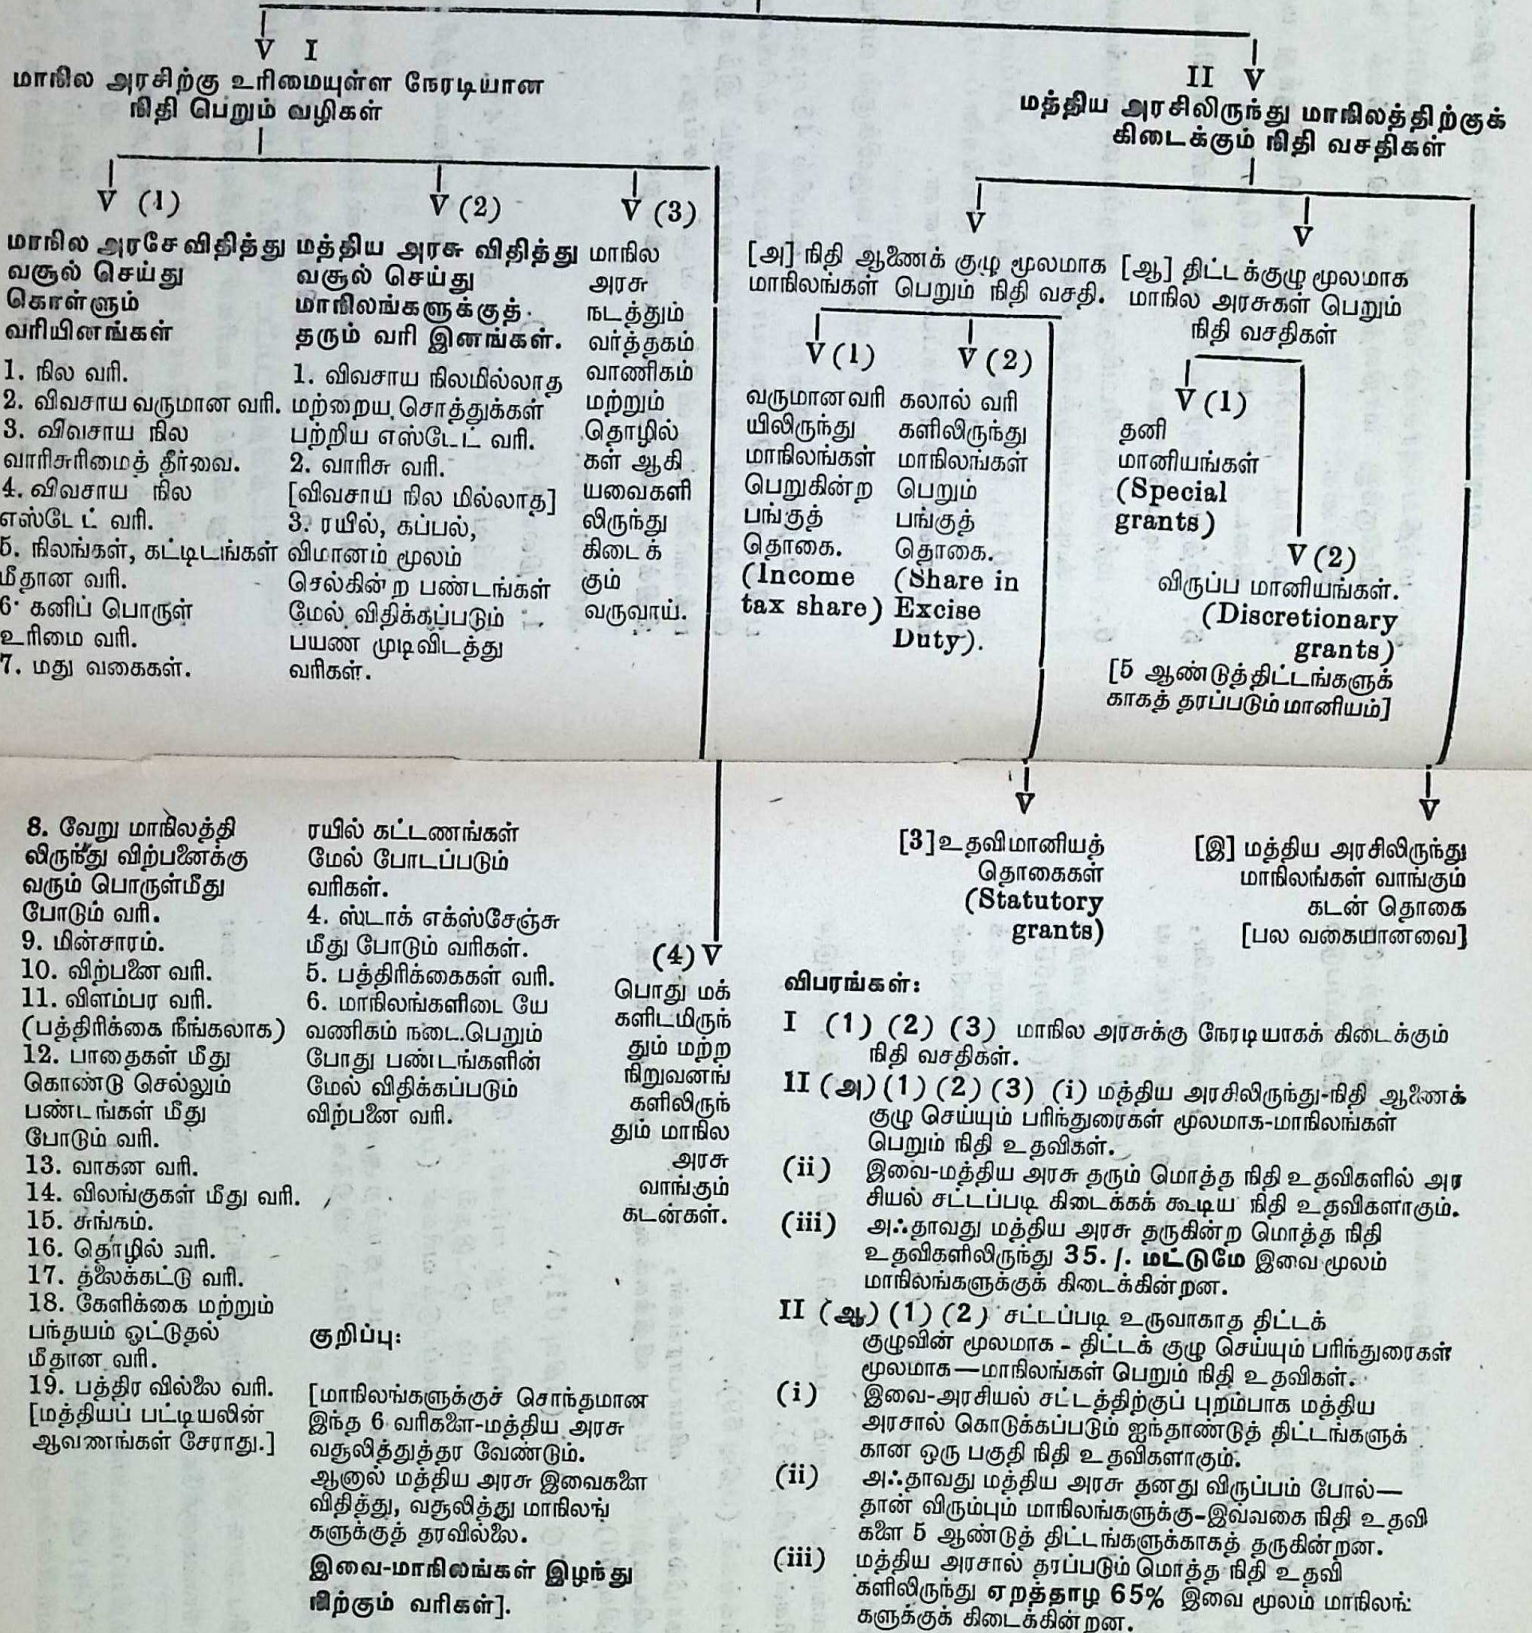 V I
மாநில அரசிற்கு உரிமையுள்ள நேரடியான
நிதி பெறும் வழிகள்
II V
மத்திய அரசிலிருந்து மாநிலத்திற்குக்
கிடைக்கும் நிதி வசதிகள்
V (1)
மாநில அரசே விதித்து
வசூல் செய்து
கொள்ளும்
வரியினங்கள்
1. நில வரி.
2. விவசாய வருமான வரி.
3. விவசாய நில
வாரிசுரிமைத் தீர்வை.
4. விவசாய நில
எஸ்டேட் வரி.
5. நிலங்கள், கட்டிடங்கள்
மீதான வரி.
6. கனிப் பொருள்
உரிமை வரி.
7. மது வகைகள்.
8. வேறு மாநிலத்தி
லிருந்து விற்பனைக்கு
வரும் பொருள்மீது
போடும் வரி.
9. மின்சாரம்.
10. விற்பனை வரி.
11. விளம்பர வரி.
(பத்திரிக்கை நீங்கலாக)
12. பாதைகள் மீது
கொண்டு செல்லும்
பண்டங்கள் மீது
போடும் வரி.
13. வாகன வரி.
14. விலங்குகள் மீது வரி.
15. சுங்கம்.
16. தொழில் வரி.
17. தலைக்கட்டு வரி.
18. கேளிக்கை மற்றும்
பந்தயம் ஓட்டுதல்
மீதான வரி.
19. பத்திர வில்லை வரி.
[மத்தியப் பட்டியலின்
ஆவணங்கள் சேராது.]
V (2)
மத்திய அரசு விதித்து
வசூல் செய்து
மாநிலங்களுக்குத்
தரும் வரி இனங்கள்.
1. விவசாய நிலமில்லாத
மற்றைய சொத்துக்கள்
பற்றிய எஸ்டேட் வரி.
2. வாரிசு வரி.
[விவசாய நில மில்லாத]
3. ரயில், கப்பல்,
விமானம் மூலம்
செல்கின்ற பண்டங்கள்
மேல் விதிக்கப்படும்
பயண முடிவிடத்து
வரிகள்.
ரயில் கட்டணங்கள்
மேல் போடப்படும்
வரிகள்.
4. ஸ்டாக் எக்ஸ்சேஞ்சு
மீது போடும் வரிகள்.
5. பத்திரிக்கைகள் வரி.
6. மாநிலங்களிடை யே
வணிகம் நடைபெறும்
போது பண்டங்களின்
மேல் விதிக்கப்படும்
விற்பனை வரி.
குறிப்பு:
[மாநிலங்களுக்குச் சொந்தமான
இந்த 6 வரிகளை-மத்திய அரசு
வசூலித்துத்தர வேண்டும்.
ஆனால் மத்திய அரசு இவைகளை
விதித்து, வசூலித்து மாநிலங்
களுக்குத் தரவில்லை.
இவை-மாநிலங்கள் இழந்து
நிற்கும் வரிகள்].
V (3)
மாநில
அரசு
நடத்தும்
வர்த்தகம்
வாணிகம்
மற்றும்
தொழில்
கள் ஆகி
யவைகளி
லிருந்து
கிடைக்
கும்
வருவாய்.
(4) V
பொது மக்
களிடமிருந்
தும் மற்ற
நிறுவனங்
களிலிருந்
தும் மாநில
அரசு
வாங்கும்
கடன்கள்.
V
[அ] நிதி ஆணைக் குழு மூலமாக
மாநிலங்கள் பெறும் நிதி வசதி.
V (1)
வருமானவரி
யிலிருந்து
மாநிலங்கள்
பெறுகின்ற
பங்குத்
தொகை.
(Income
tax share)
V (2)
கலால் வரி
களிலிருந்து
மாநிலங்கள்
பெறும்
பங்குத்
தொகை.
(Share in
Excise
Duty).
V
[3] உதவிமானியத்
தொகைகள்
(Statutory
grants)
V
[ஆ] திட்டக்குழு மூலமாக
மாநில அரசுகள் பெறும்
நிதி வசதிகள்
V (1)
தனி
மானியங்கள்
(Special
grants)
V (2)
விருப்ப மானியங்கள்.
(Discretionary
grants)
[5 ஆண்டுத்திட்டங்களுக்
காகத் தரப்படும் மானியம்]
V
[இ] மத்திய அரசிலிருந்து
மாநிலங்கள் வாங்கும்
கடன் தொகை
[பல வகையானவை]
விபரங்கள்:
I (1) (2) (3) மாநில அரசுக்கு நேரடியாகக் கிடைக்கும்
நிதி வசதிகள்.
II (அ) (1) (2) (3) (i) மத்திய அரசிலிருந்து-நிதி ஆணைக்
குழு செய்யும் பரிந்துரைகள் மூலமாக-மாநிலங்கள்
பெறும் நிதி உதவிகள்.
(ii) இவை-மத்திய அரசு தரும் மொத்த நிதி உதவிகளில் அர
சியல் சட்டப்படி கிடைக்கக் கூடிய நிதி உதவிகளாகும்.
(iii) அஃதாவது மத்திய அரசு தருகின்ற மொத்த நிதி
உதவிகளிலிருந்து 35./. மட்டுமே இவை மூலம்
மாநிலங்களுக்குக் கிடைக்கின்றன.
II (ஆ) (1) (2) சட்டப்படி உருவாகாத திட்டக்
குழுவின் மூலமாக - திட்டக் குழு செய்யும் பரிந்துரைகள்
மூலமாக—மாநிலங்கள் பெறும் நிதி உதவிகள்.
(i) இவை-அரசியல் சட்டத்திற்குப் புறம்பாக மத்திய
அரசால் கொடுக்கப்படும் ஐந்தாண்டுத் திட்டங்களுக்
கான ஒரு பகுதி நிதி உதவிகளாகும்.
(ii) அஃதாவது மத்திய அரசு தனது விருப்பம் போல்—
தான் விரும்பும் மாநிலங்களுக்கு-இவ்வகை நிதி உதவி
களை 5 ஆண்டுத் திட்டங்களுக்காகத் தருகின்றன.
(iii) மத்திய அரசால் தரப்படும் மொத்த நிதி உதவி
களிலிருந்து ஏறத்தாழ 65% இவை மூலம் மாநிலங்
களுக்குக் கிடைக்கின்றன.